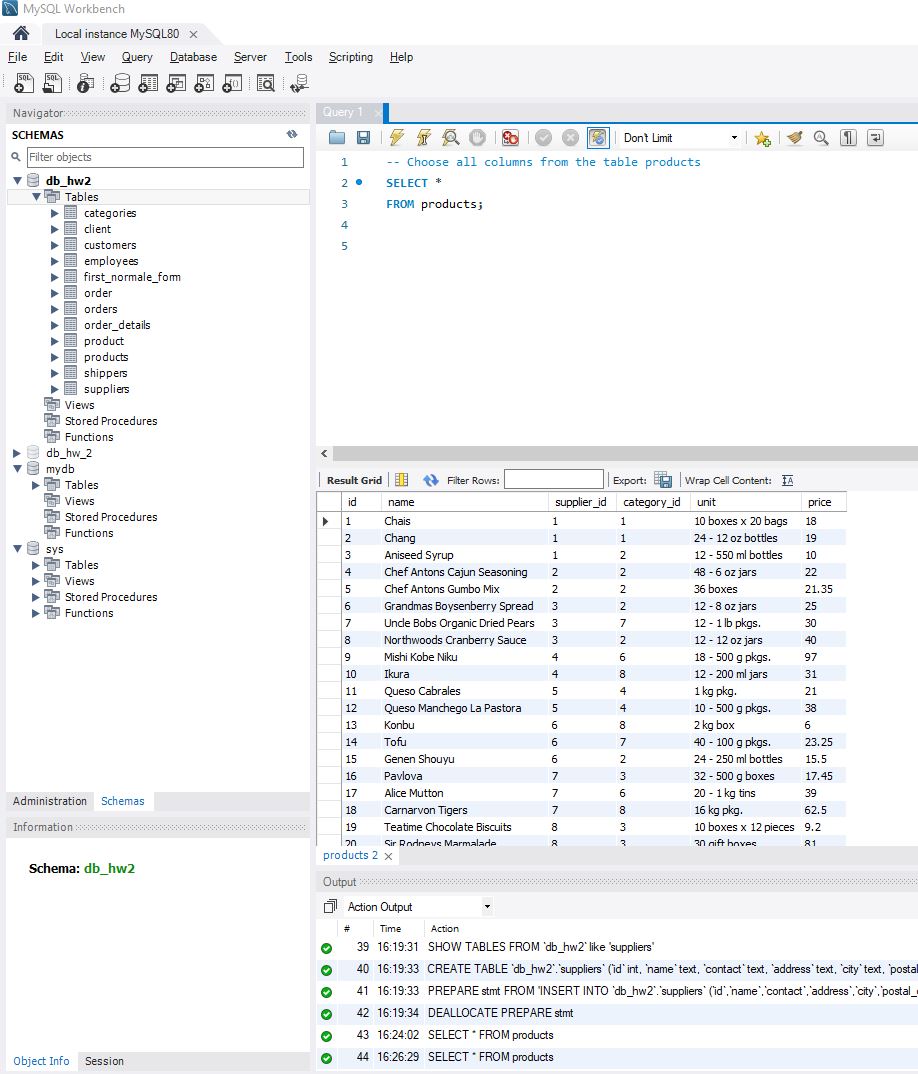 MySQL Workbench
Local instance MySQL80
File Edit View Query Database Server Tools Scripting Help
Navigator
SCHEMAS
Filter objects
db_hw2
Tables
categories
client
customers
employees
first_normale_form
order
orders
order_details
product
products
shippers
suppliers
Views
Stored Procedures
Functions
db_hw_2
mydb
Tables
Views
Stored Procedures
Functions
sys
Tables
Views
Stored Procedures
Functions
Administration Schemas
Information
Schema: db_hw2
Object Info Session
Query 1
Don't Limit
1 -- Choose all columns from the table products
2 SELECT *
3 FROM products;
4
5
Result Grid Filter Rows: Export: Wrap Cell Content:
id name supplier_id category_id unit price
1 Chais 1 1 10 boxes x 20 bags 18
2 Chang 1 1 24 - 12 oz bottles 19
3 Aniseed Syrup 1 2 12 - 550 ml bottles 10
4 Chef Antons Cajun Seasoning 2 2 48 - 6 oz jars 22
5 Chef Antons Gumbo Mix 2 2 36 boxes 21.35
6 Grandmas Boysenberry Spread 3 2 12 - 8 oz jars 25
7 Uncle Bobs Organic Dried Pears 3 7 12 - 1 lb pkgs. 30
8 Northwoods Cranberry Sauce 3 2 12 - 12 oz jars 40
9 Mishi Kobe Niku 4 6 18 - 500 g pkgs. 97
10 Ikura 4 8 12 - 200 ml jars 31
11 Queso Cabrales 5 4 1 kg pkg. 21
12 Queso Manchego La Pastora 5 4 10 - 500 g pkgs. 38
13 Konbu 6 8 2 kg box 6
14 Tofu 6 7 40 - 100 g pkgs. 23.25
15 Genen Shouyu 6 2 24 - 250 ml bottles 15.5
16 Pavlova 7 3 32 - 500 g boxes 17.45
17 Alice Mutton 7 6 20 - 1 kg tins 39
18 Carnarvon Tigers 7 8 16 kg pkg. 62.5
19 Teatime Chocolate Biscuits 8 3 10 boxes x 12 pieces 9.2
20 Sir Rodneys Marmalade 8 3 30 gift boxes 81
products 2
Output
Action Output
# Time Action
39 16:19:31 SHOW TABLES FROM `db_hw2` like 'suppliers'
40 16:19:33 CREATE TABLE `db_hw2`.`suppliers` (`id` int, `name` text, `contact` text, `address` text, `city` text, `postal
41 16:19:33 PREPARE stmt FROM 'INSERT INTO `db_hw2`.`suppliers` (`id`,`name`,`contact`,`address`,`city`,`postal_c
42 16:19:34 DEALLOCATE PREPARE stmt
43 16:24:02 SELECT * FROM products
44 16:26:29 SELECT * FROM products